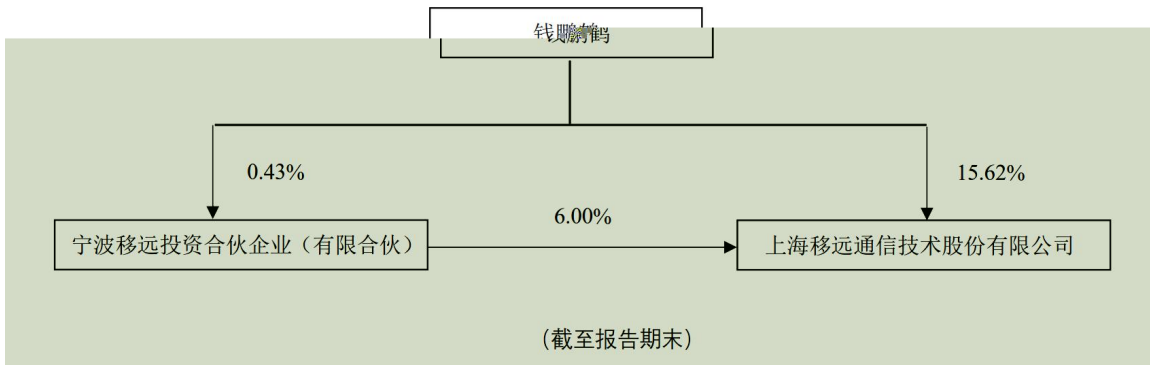 钱鹏鹤
0.43%
15.62%
6.00%
宁波移远投资合伙企业（有限合伙）
上海移远通信技术股份有限公司
（截至报告期末）